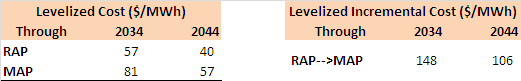 Levelized Cost ($/MWh)
Through 2034 2044
RAP 57 40
MAP 81 57
Levelized Incremental Cost ($/MWh)
Through 2034 2044
RAP-->MAP 148 106